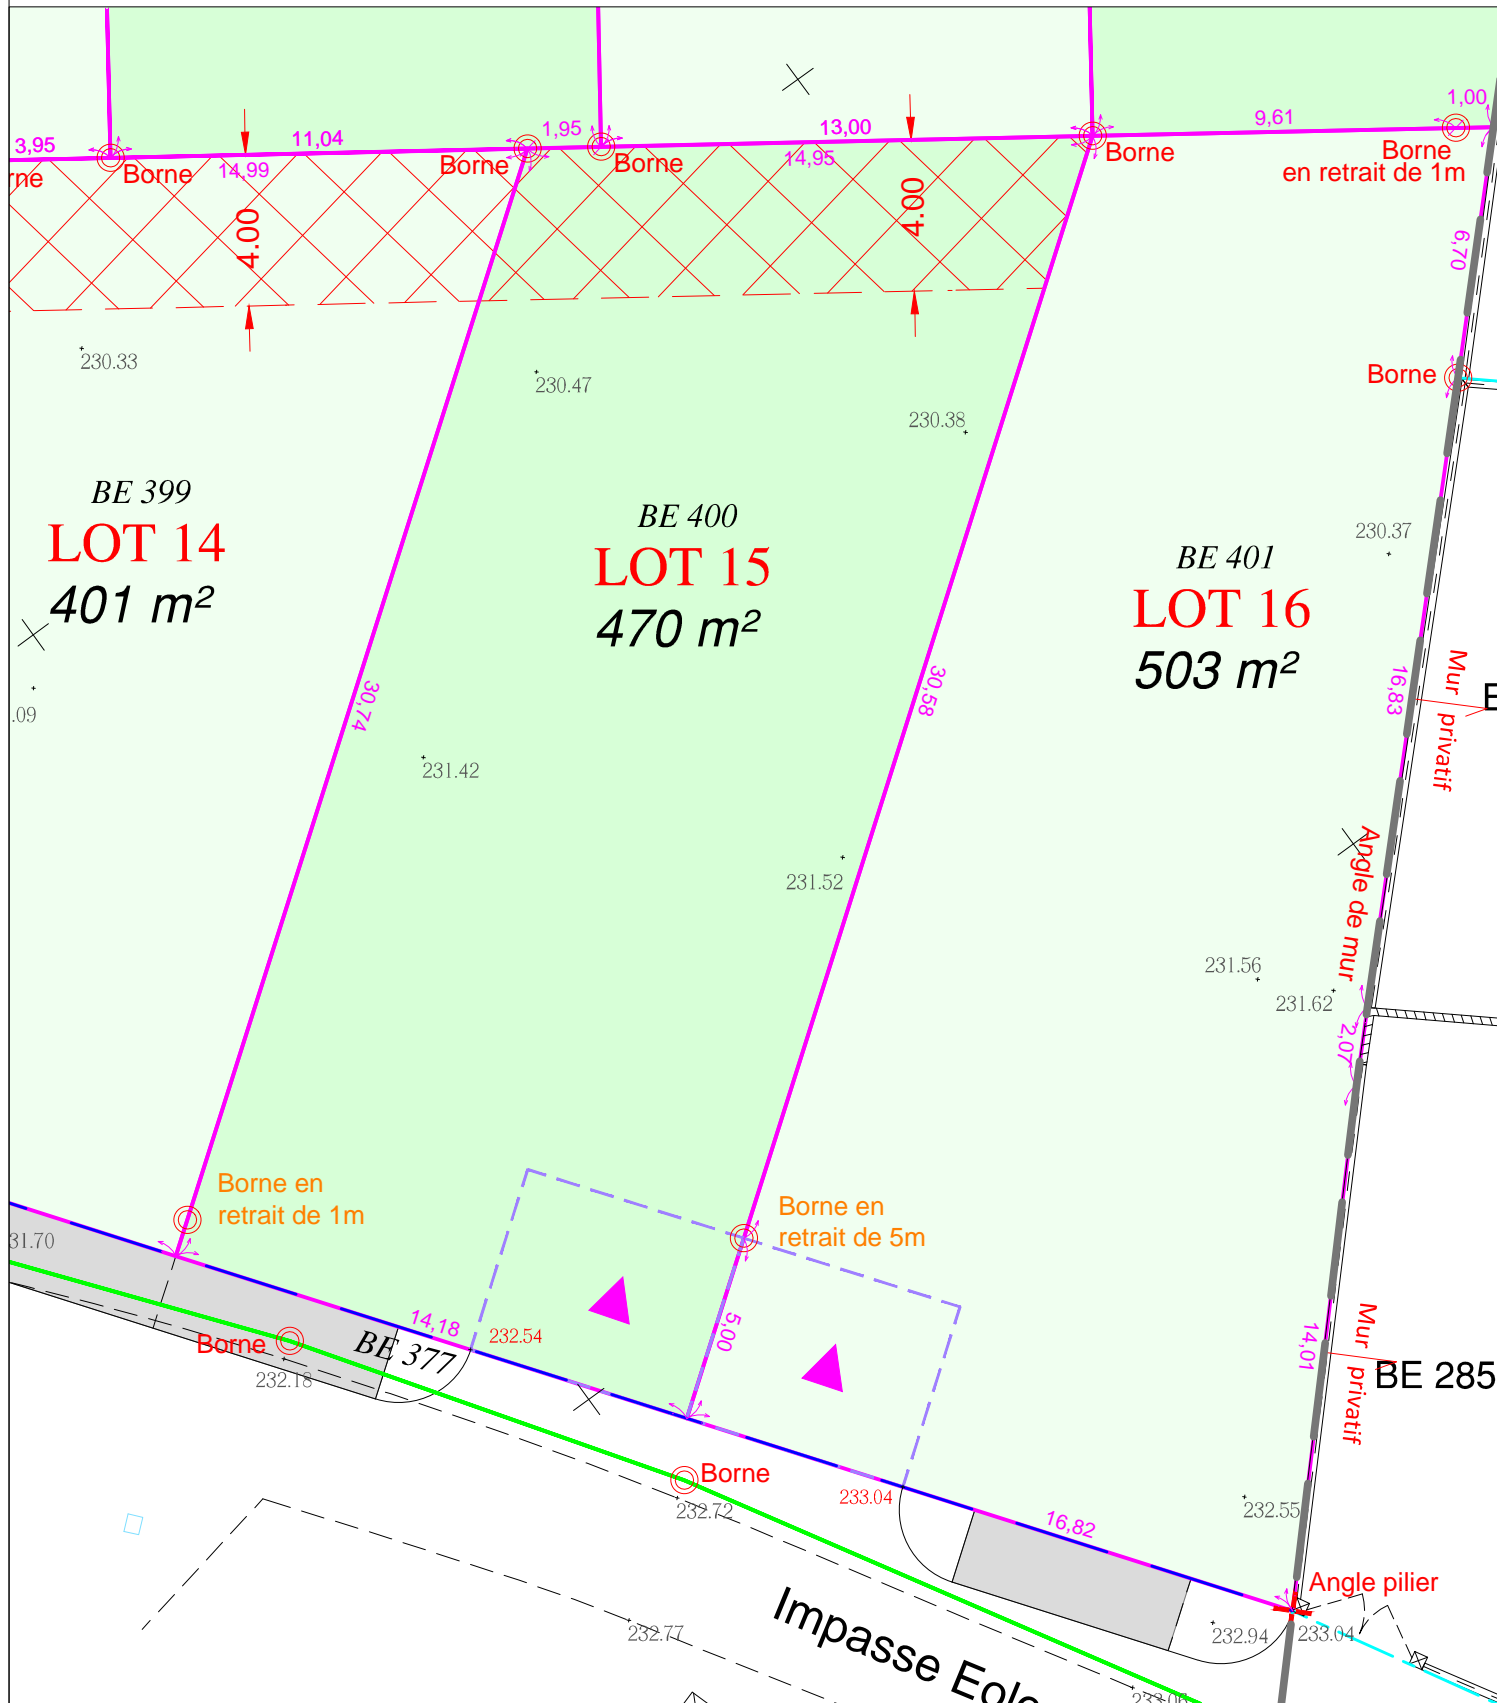 1,00
9,61
13,00
1,95
11,04
3,95
Borne
Borne
Borne
Borne
Borne
en retrait de 1m
14,99
14,95
4.00
4.00
6,70
230.33
230.47
Borne
230.38
BE 399
LOT 14
401 m²
BE 400
LOT 15
470 m²
BE 401
LOT 16
503 m²
230.37
30,74
30,58
16,83
Mur privatif
.09
231.42
231.52
Angle de mur
231.56
231.62
2,07
Borne en
retrait de 1m
Borne en
retrait de 5m
31.70
14,18
232.54
5,00
14,01
Mur privatif
BE 285
Borne
BE 377
232.18
Borne
232.72
233.04
16,82
232.55
Angle pilier
Impasse Eole
232.77
232.94
233.04